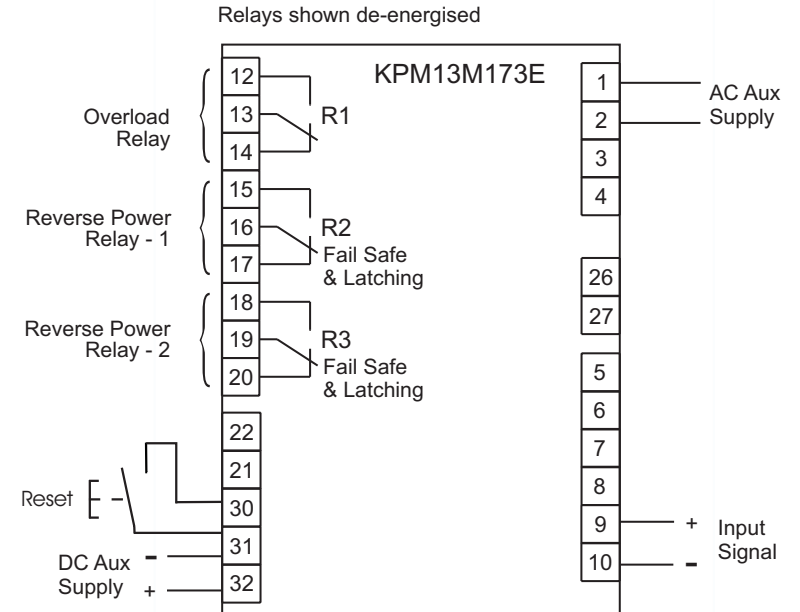 Relays shown de-energised
KPM13M173E
12
13
14
Overload
Relay
R1
15
16
17
Reverse Power
Relay - 1
R2
Fail Safe
& Latching
18
19
20
Reverse Power
Relay - 2
R3
Fail Safe
& Latching
22
21
30
31
32
Reset
DC Aux
Supply
-
+
1
2
3
4
AC Aux
Supply
26
27
5
6
7
8
9
10
+
-
Input
Signal